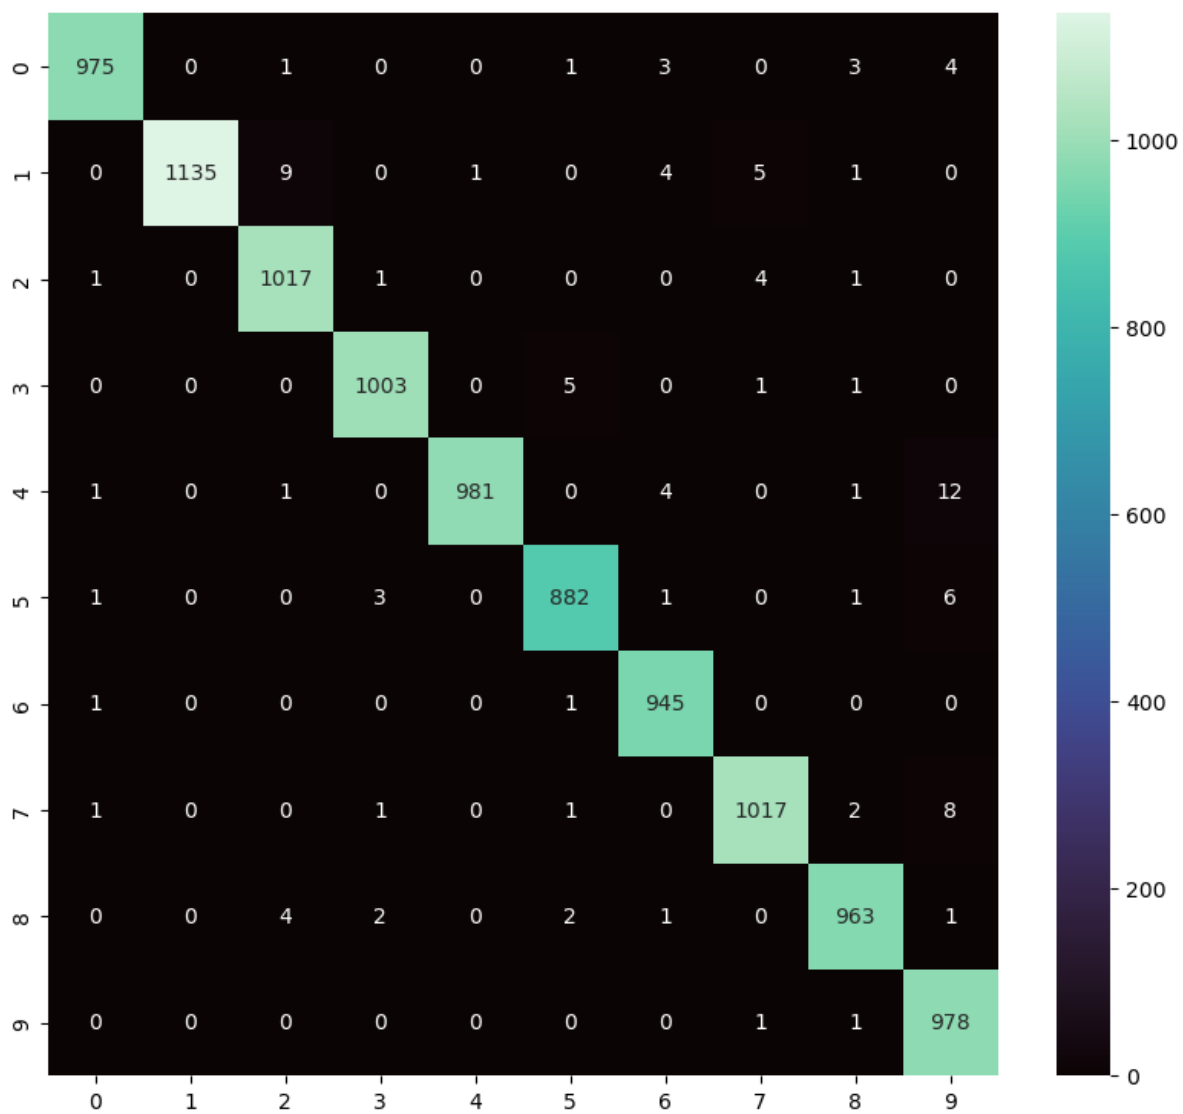 0 975 0 1 0 0 1 3 0 3 4
1 0 1135 9 0 1 0 4 5 1 0
2 1 0 1017 1 0 0 0 4 1 0
3 0 0 0 1003 0 5 0 1 1 0
4 1 0 1 0 981 0 4 0 1 12
5 1 0 0 3 0 882 1 0 1 6
6 1 0 0 0 0 1 945 0 0 0
7 1 0 0 1 0 1 0 1017 2 8
8 0 0 4 2 0 2 1 0 963 1
9 0 0 0 0 0 0 0 1 1 978
0 1 2 3 4 5 6 7 8 9
1000
800
600
400
200
0